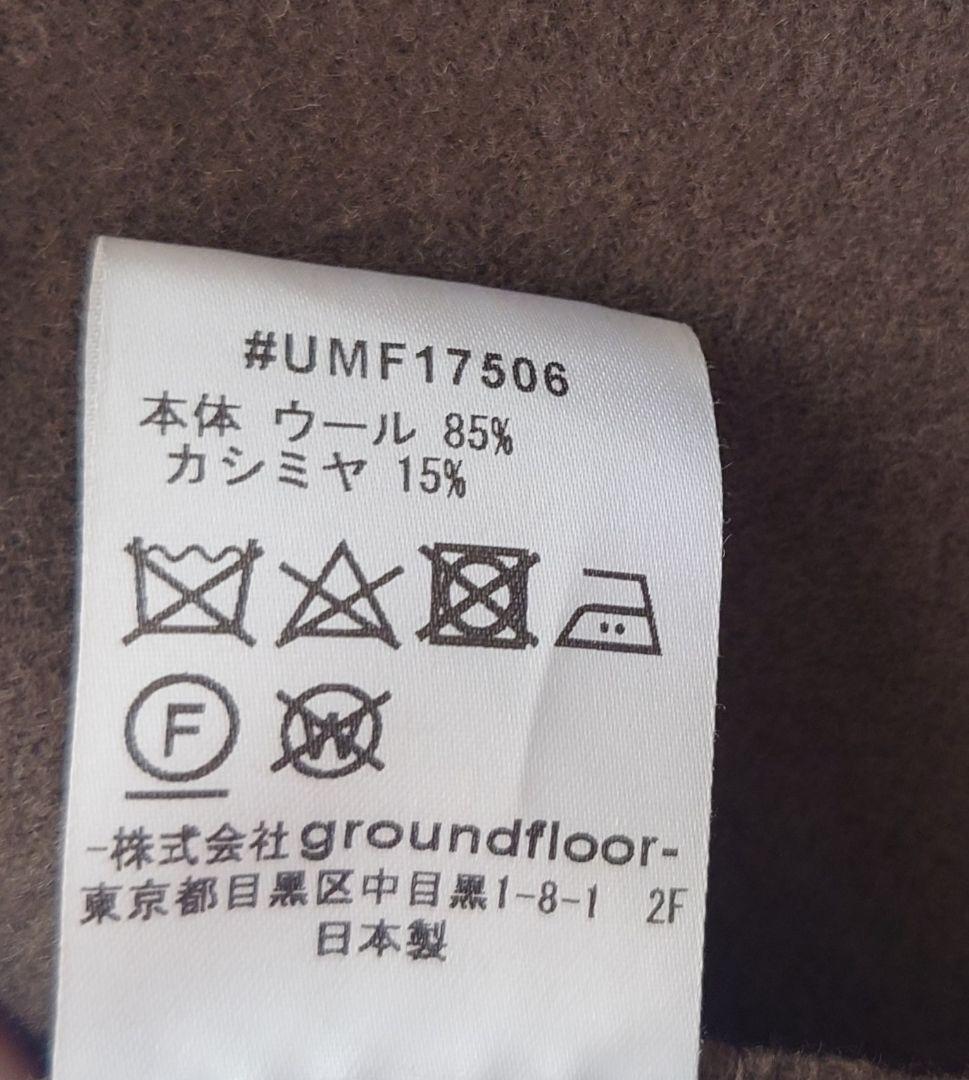 #UMF17506
本体 ウール 85%
カシミヤ 15%
F
W
-株式会社groundfloor-
東京都目黒区中目黒1-8-1 2F
日本製